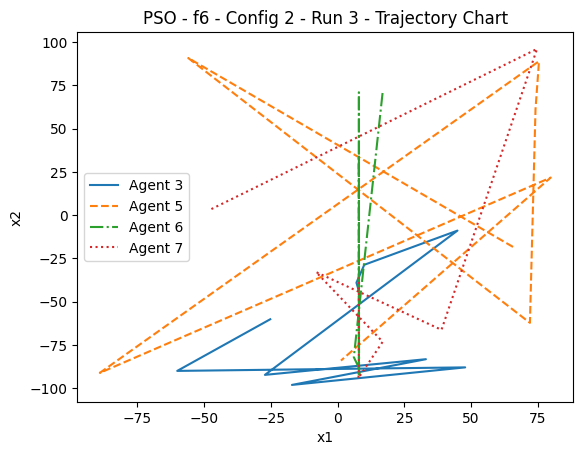 PSO - f6 - Config 2 - Run 3 - Trajectory Chart
x2
100
75
50
25
0
−25
−50
−75
−100
Agent 3
Agent 5
Agent 6
Agent 7
−75 −50 −25 0 25 50 75
x1